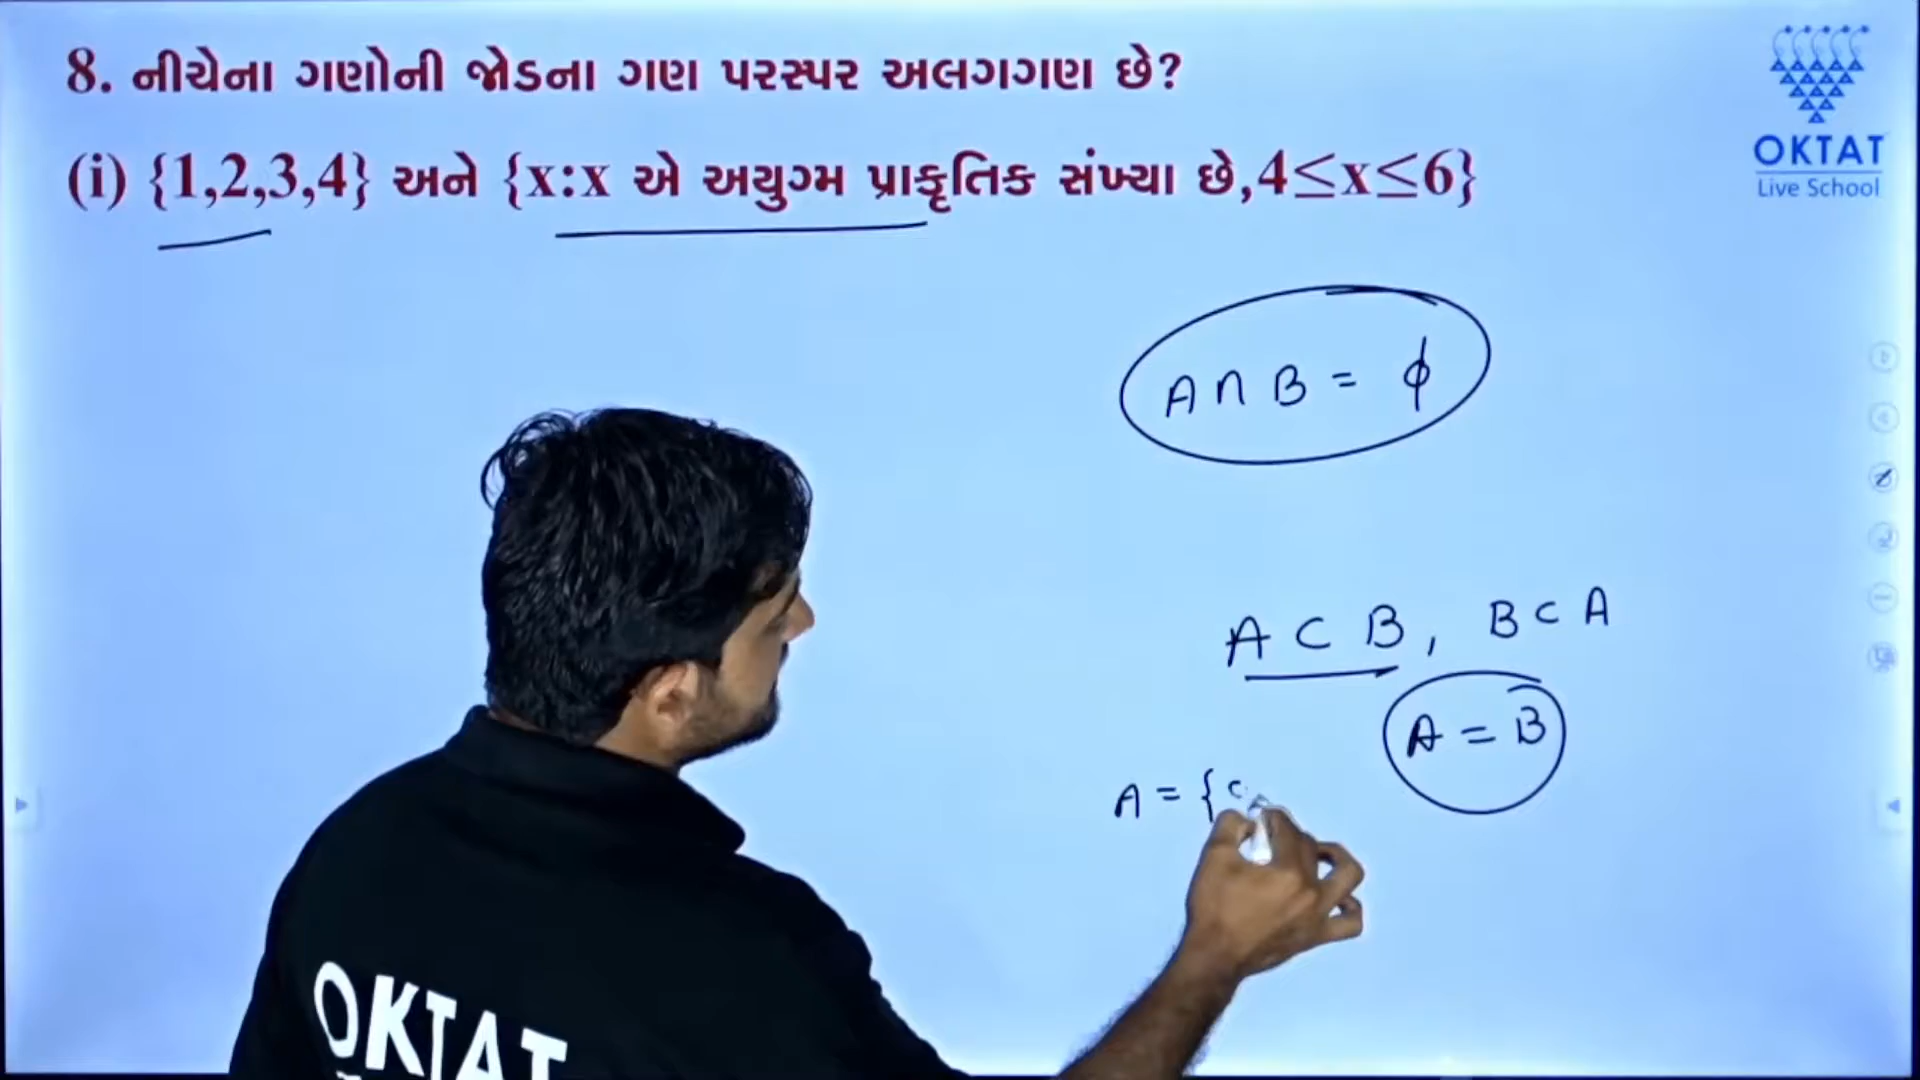 8. નીચેના ગણોની જોડના ગણ પરસ્પર અલગગણ છે?
(i) {1,2,3,4} અને {x:x એ અયુગ્મ પ્રાકૃતિક સંખ્યા છે,4≤x≤6}
OKTAT
Live School
A ∩ B = ϕ
A ⊂ B, B ⊂ A
A = B
A = {
OKTAT